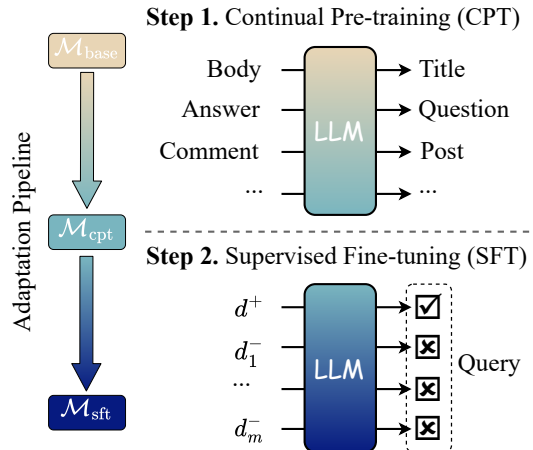 Step 1. Continual Pre-training (CPT)
M_base
Body LLM Title
Answer Question
Comment Post
... ...
Adaptation Pipeline
M_cpt
Step 2. Supervised Fine-tuning (SFT)
d^+
d_1^- LLM Query
...
d_m^-
M_sft